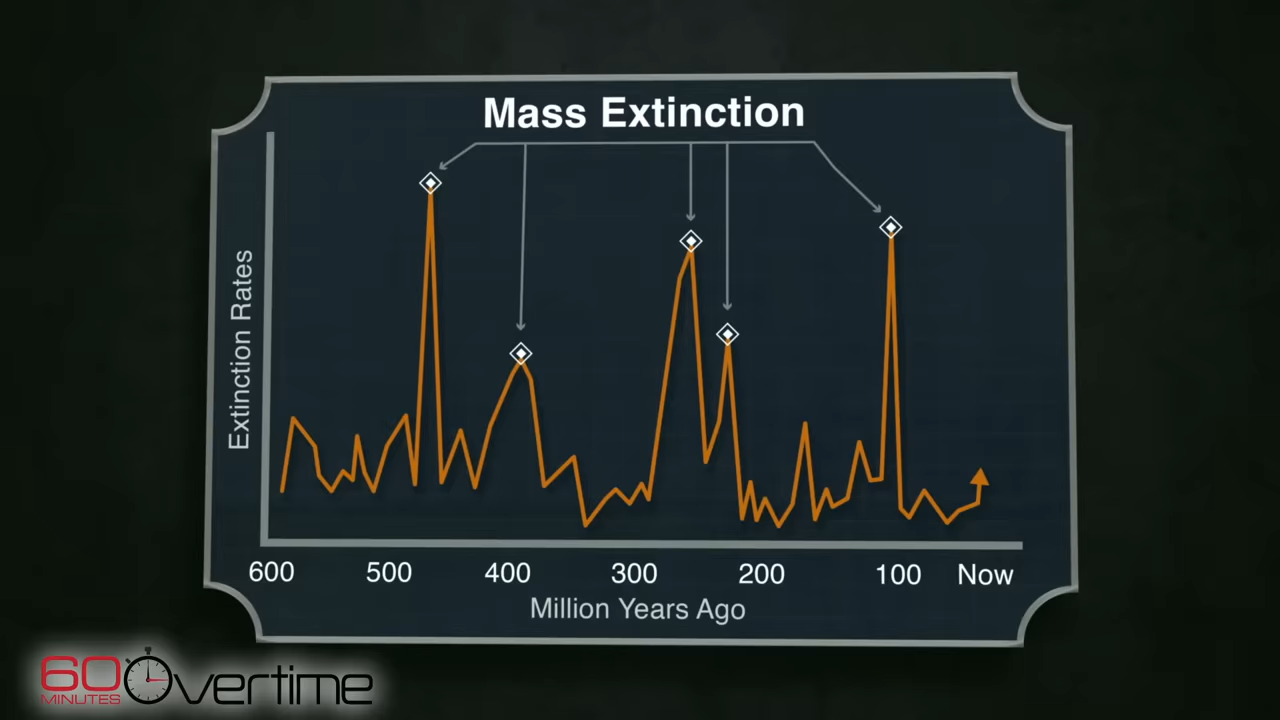 Mass Extinction
Extinction Rates
600 500 400 300 200 100 Now
Million Years Ago
60 Overtime
MINUTES